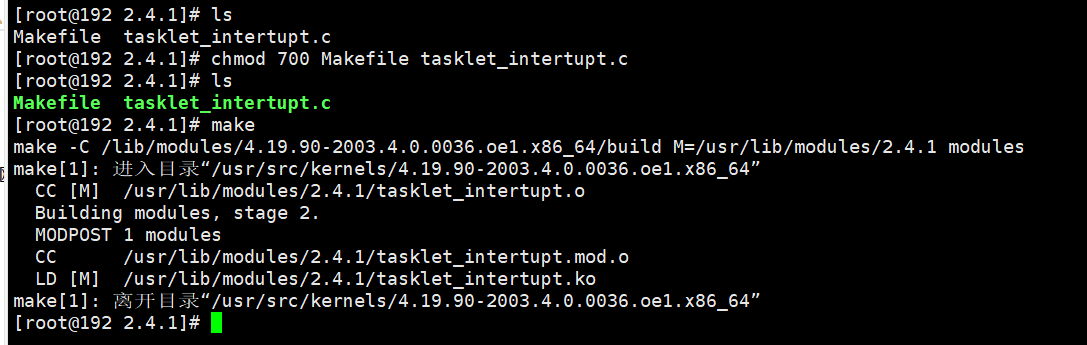 [root@192 2.4.1]# ls
Makefile  tasklet_intertupt.c
[root@192 2.4.1]# chmod 700 Makefile tasklet_intertupt.c
[root@192 2.4.1]# ls
Makefile  tasklet_intertupt.c
[root@192 2.4.1]# make
make -C /lib/modules/4.19.90-2003.4.0.0036.oe1.x86_64/build M=/usr/lib/modules/2.4.1 modules
make[1]: 进入目录“/usr/src/kernels/4.19.90-2003.4.0.0036.oe1.x86_64”
  CC [M]  /usr/lib/modules/2.4.1/tasklet_intertupt.o
  Building modules, stage 2.
  MODPOST 1 modules
  CC      /usr/lib/modules/2.4.1/tasklet_intertupt.mod.o
  LD [M]  /usr/lib/modules/2.4.1/tasklet_intertupt.ko
make[1]: 离开目录“/usr/src/kernels/4.19.90-2003.4.0.0036.oe1.x86_64”
[root@192 2.4.1]#